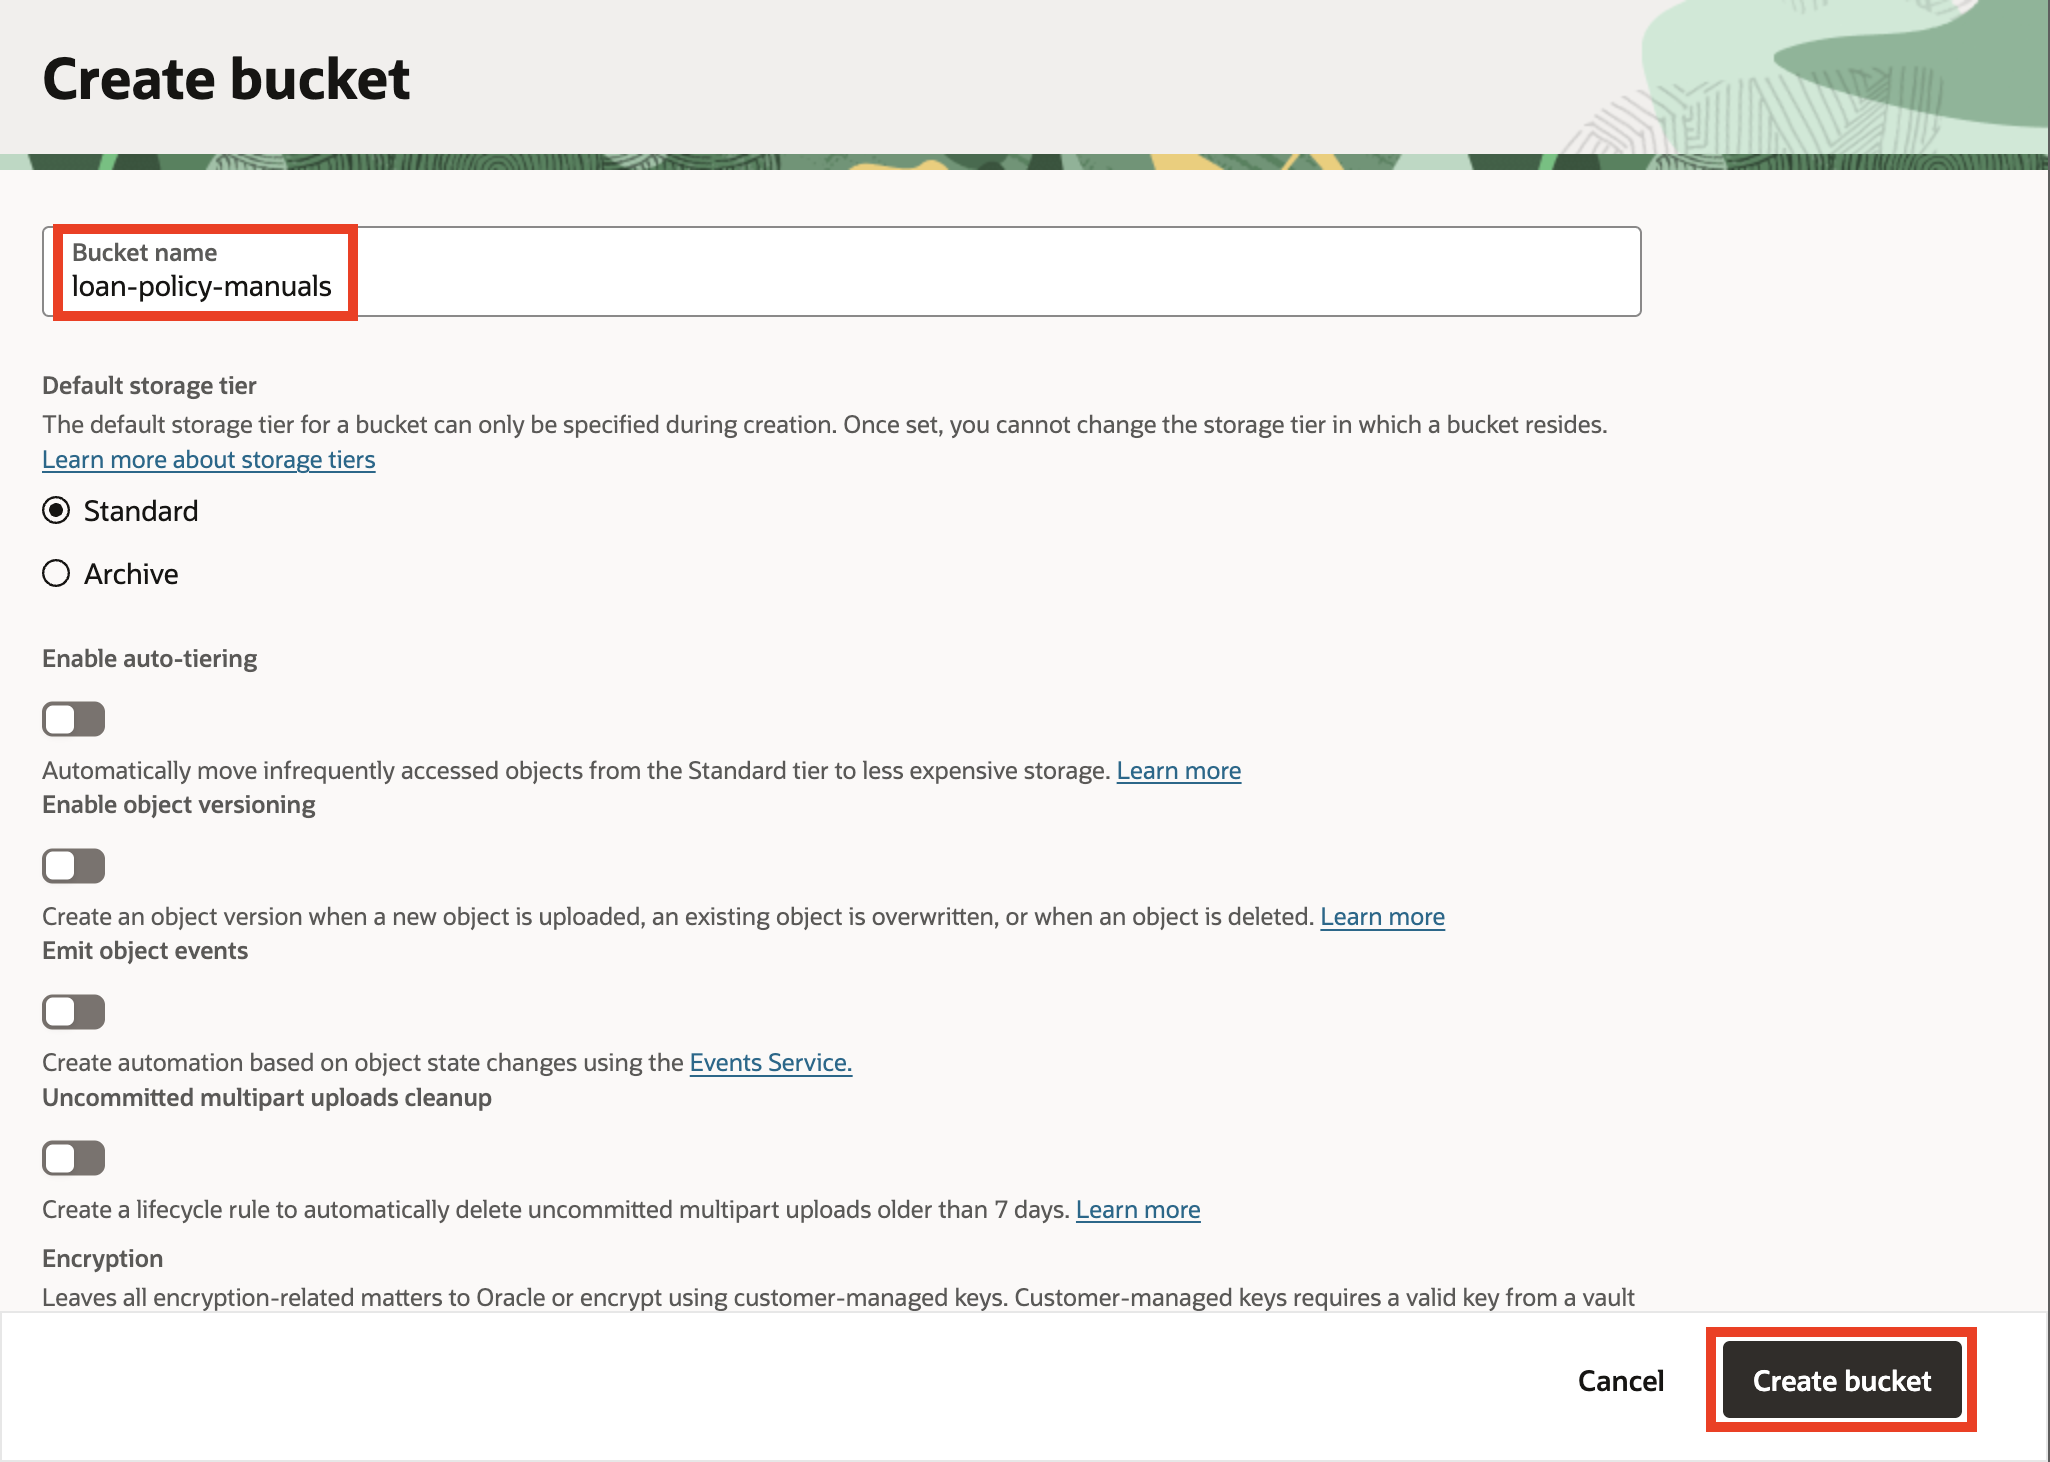 Create bucket
Bucket name
loan-policy-manuals
Default storage tier
The default storage tier for a bucket can only be specified during creation. Once set, you cannot change the storage tier in which a bucket resides.
Learn more about storage tiers
Standard
Archive
Enable auto-tiering
Automatically move infrequently accessed objects from the Standard tier to less expensive storage. Learn more
Enable object versioning
Create an object version when a new object is uploaded, an existing object is overwritten, or when an object is deleted. Learn more
Emit object events
Create automation based on object state changes using the Events Service.
Uncommitted multipart uploads cleanup
Create a lifecycle rule to automatically delete uncommitted multipart uploads older than 7 days. Learn more
Encryption
Leaves all encryption-related matters to Oracle or encrypt using customer-managed keys. Customer-managed keys requires a valid key from a vault
Cancel
Create bucket